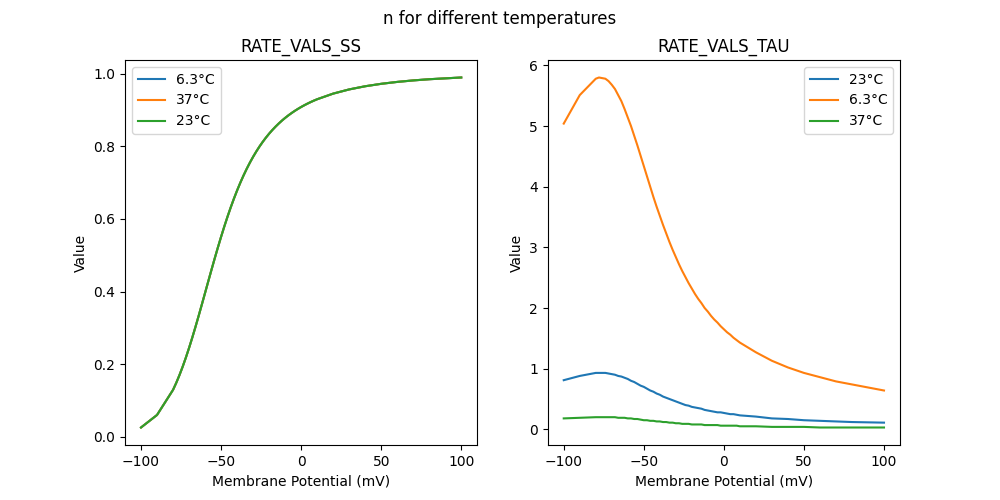 n for different temperatures
RATE_VALS_SS
1.0
0.8
0.6
0.4
0.2
0.0
Value
6.3°C
37°C
23°C
−100
−50
0
50
100
Membrane Potential (mV)
RATE_VALS_TAU
6
5
4
3
2
1
0
Value
23°C
6.3°C
37°C
−100
−50
0
50
100
Membrane Potential (mV)